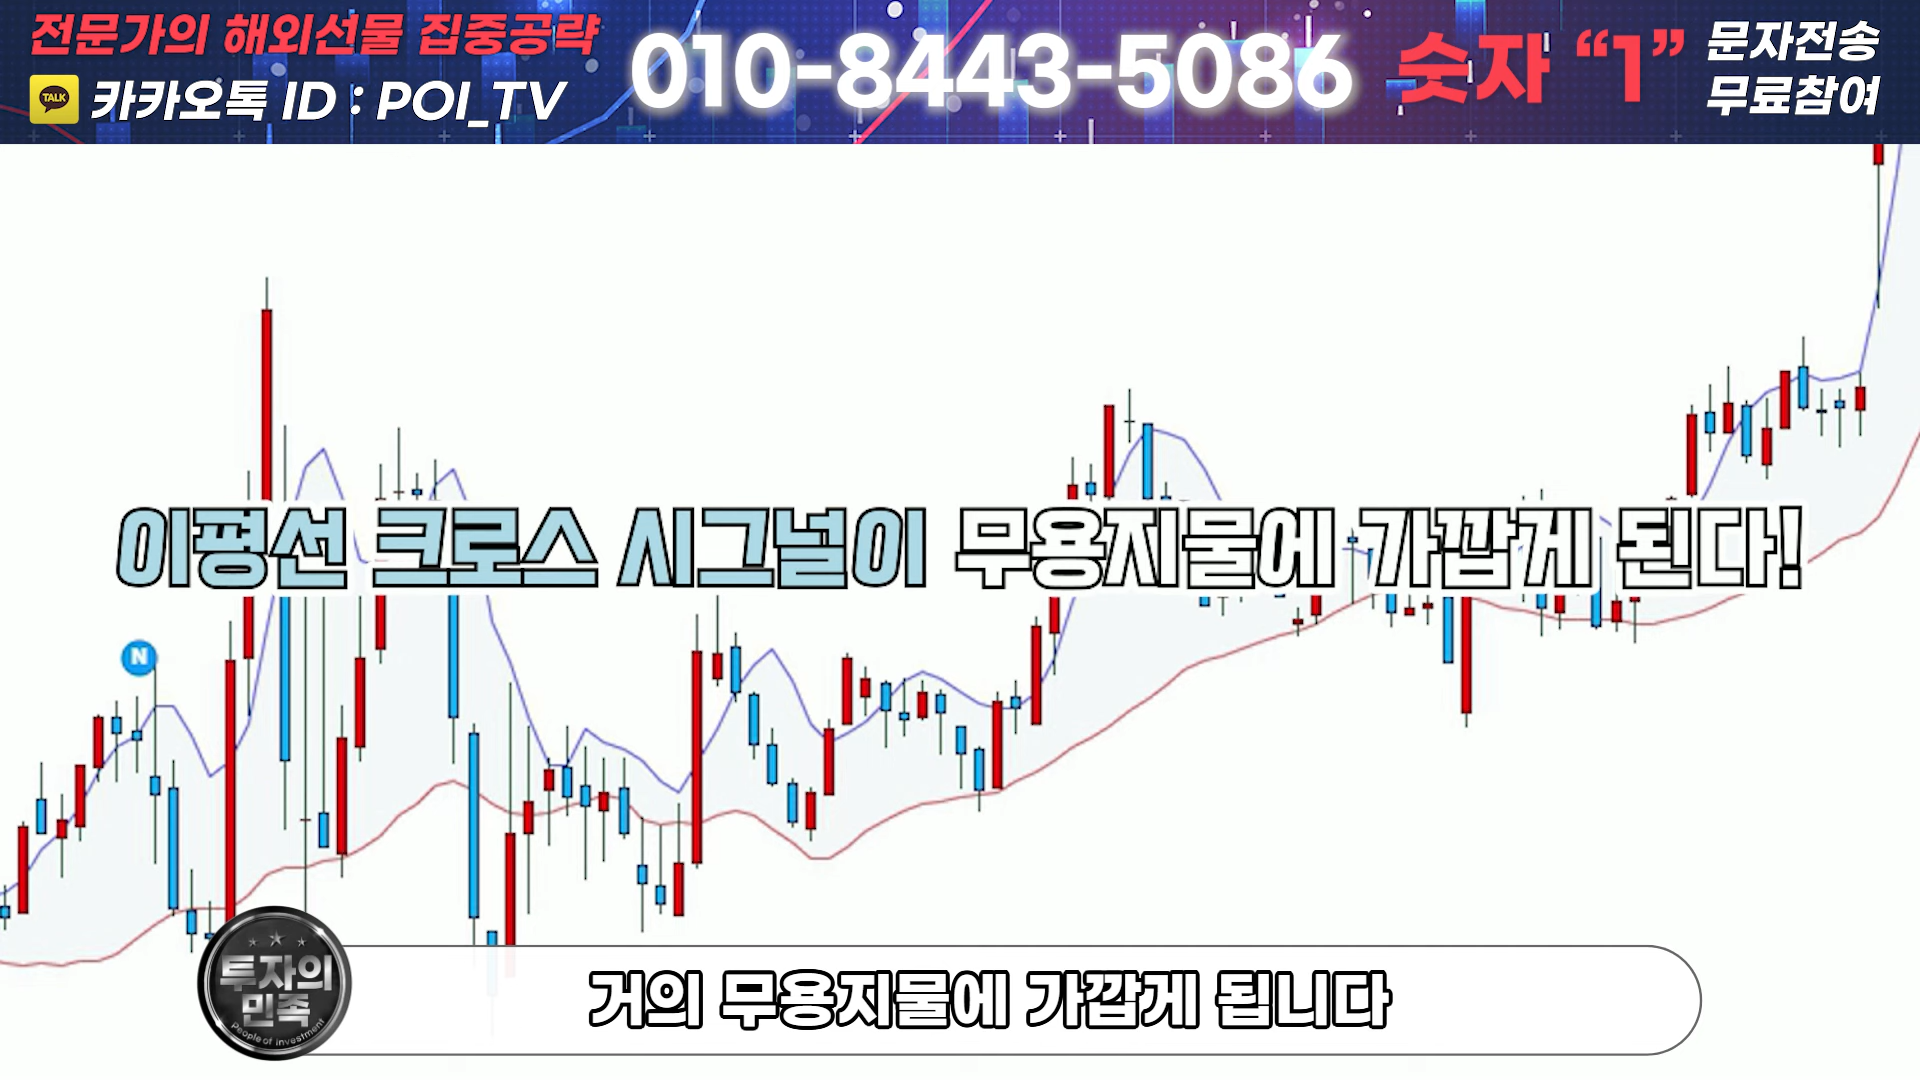 전문가의 해외선물 집중공략
TALK 카카오톡 ID : POI_TV
010-8443-5086
숫자 “1”
문자전송
무료참여
이평선 크로스 시그널이 무용지물에 가깝게 된다!
N
투자의
민족
People of investment
거의 무용지물에 가깝게 됩니다